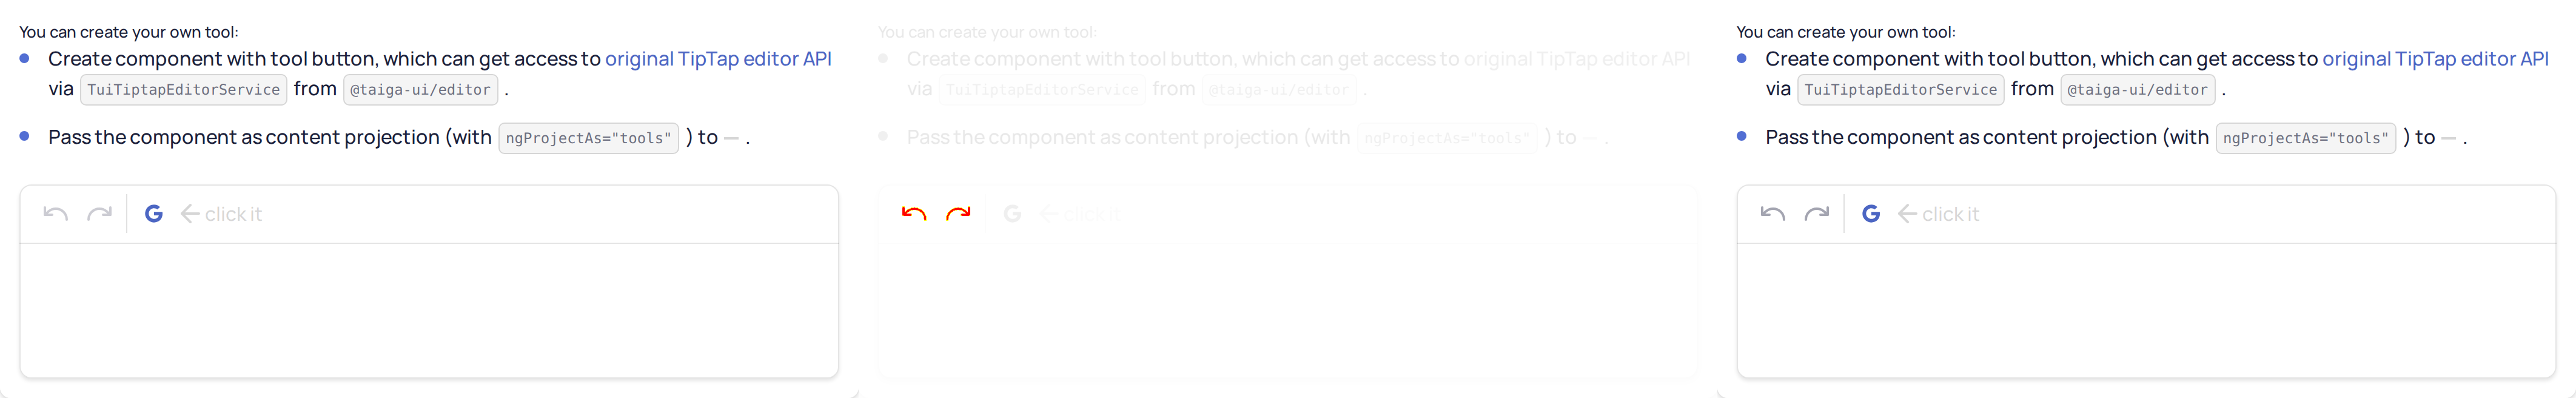 You can create your own tool:
Create component with tool button, which can get access to original TipTap editor API
via TuiTiptapEditorService from @taiga-ui/editor .
Pass the component as content projection (with ngProjectAs="tools" ) to — .
G ← click it
You can create your own tool:
Create component with tool button, which can get access to original TipTap editor API
via TuiTiptapEditorService from @taiga-ui/editor .
Pass the component as content projection (with ngProjectAs="tools" ) to — .
G ← click it
You can create your own tool:
Create component with tool button, which can get access to original TipTap editor API
via TuiTiptapEditorService from @taiga-ui/editor .
Pass the component as content projection (with ngProjectAs="tools" ) to — .
G ← click it